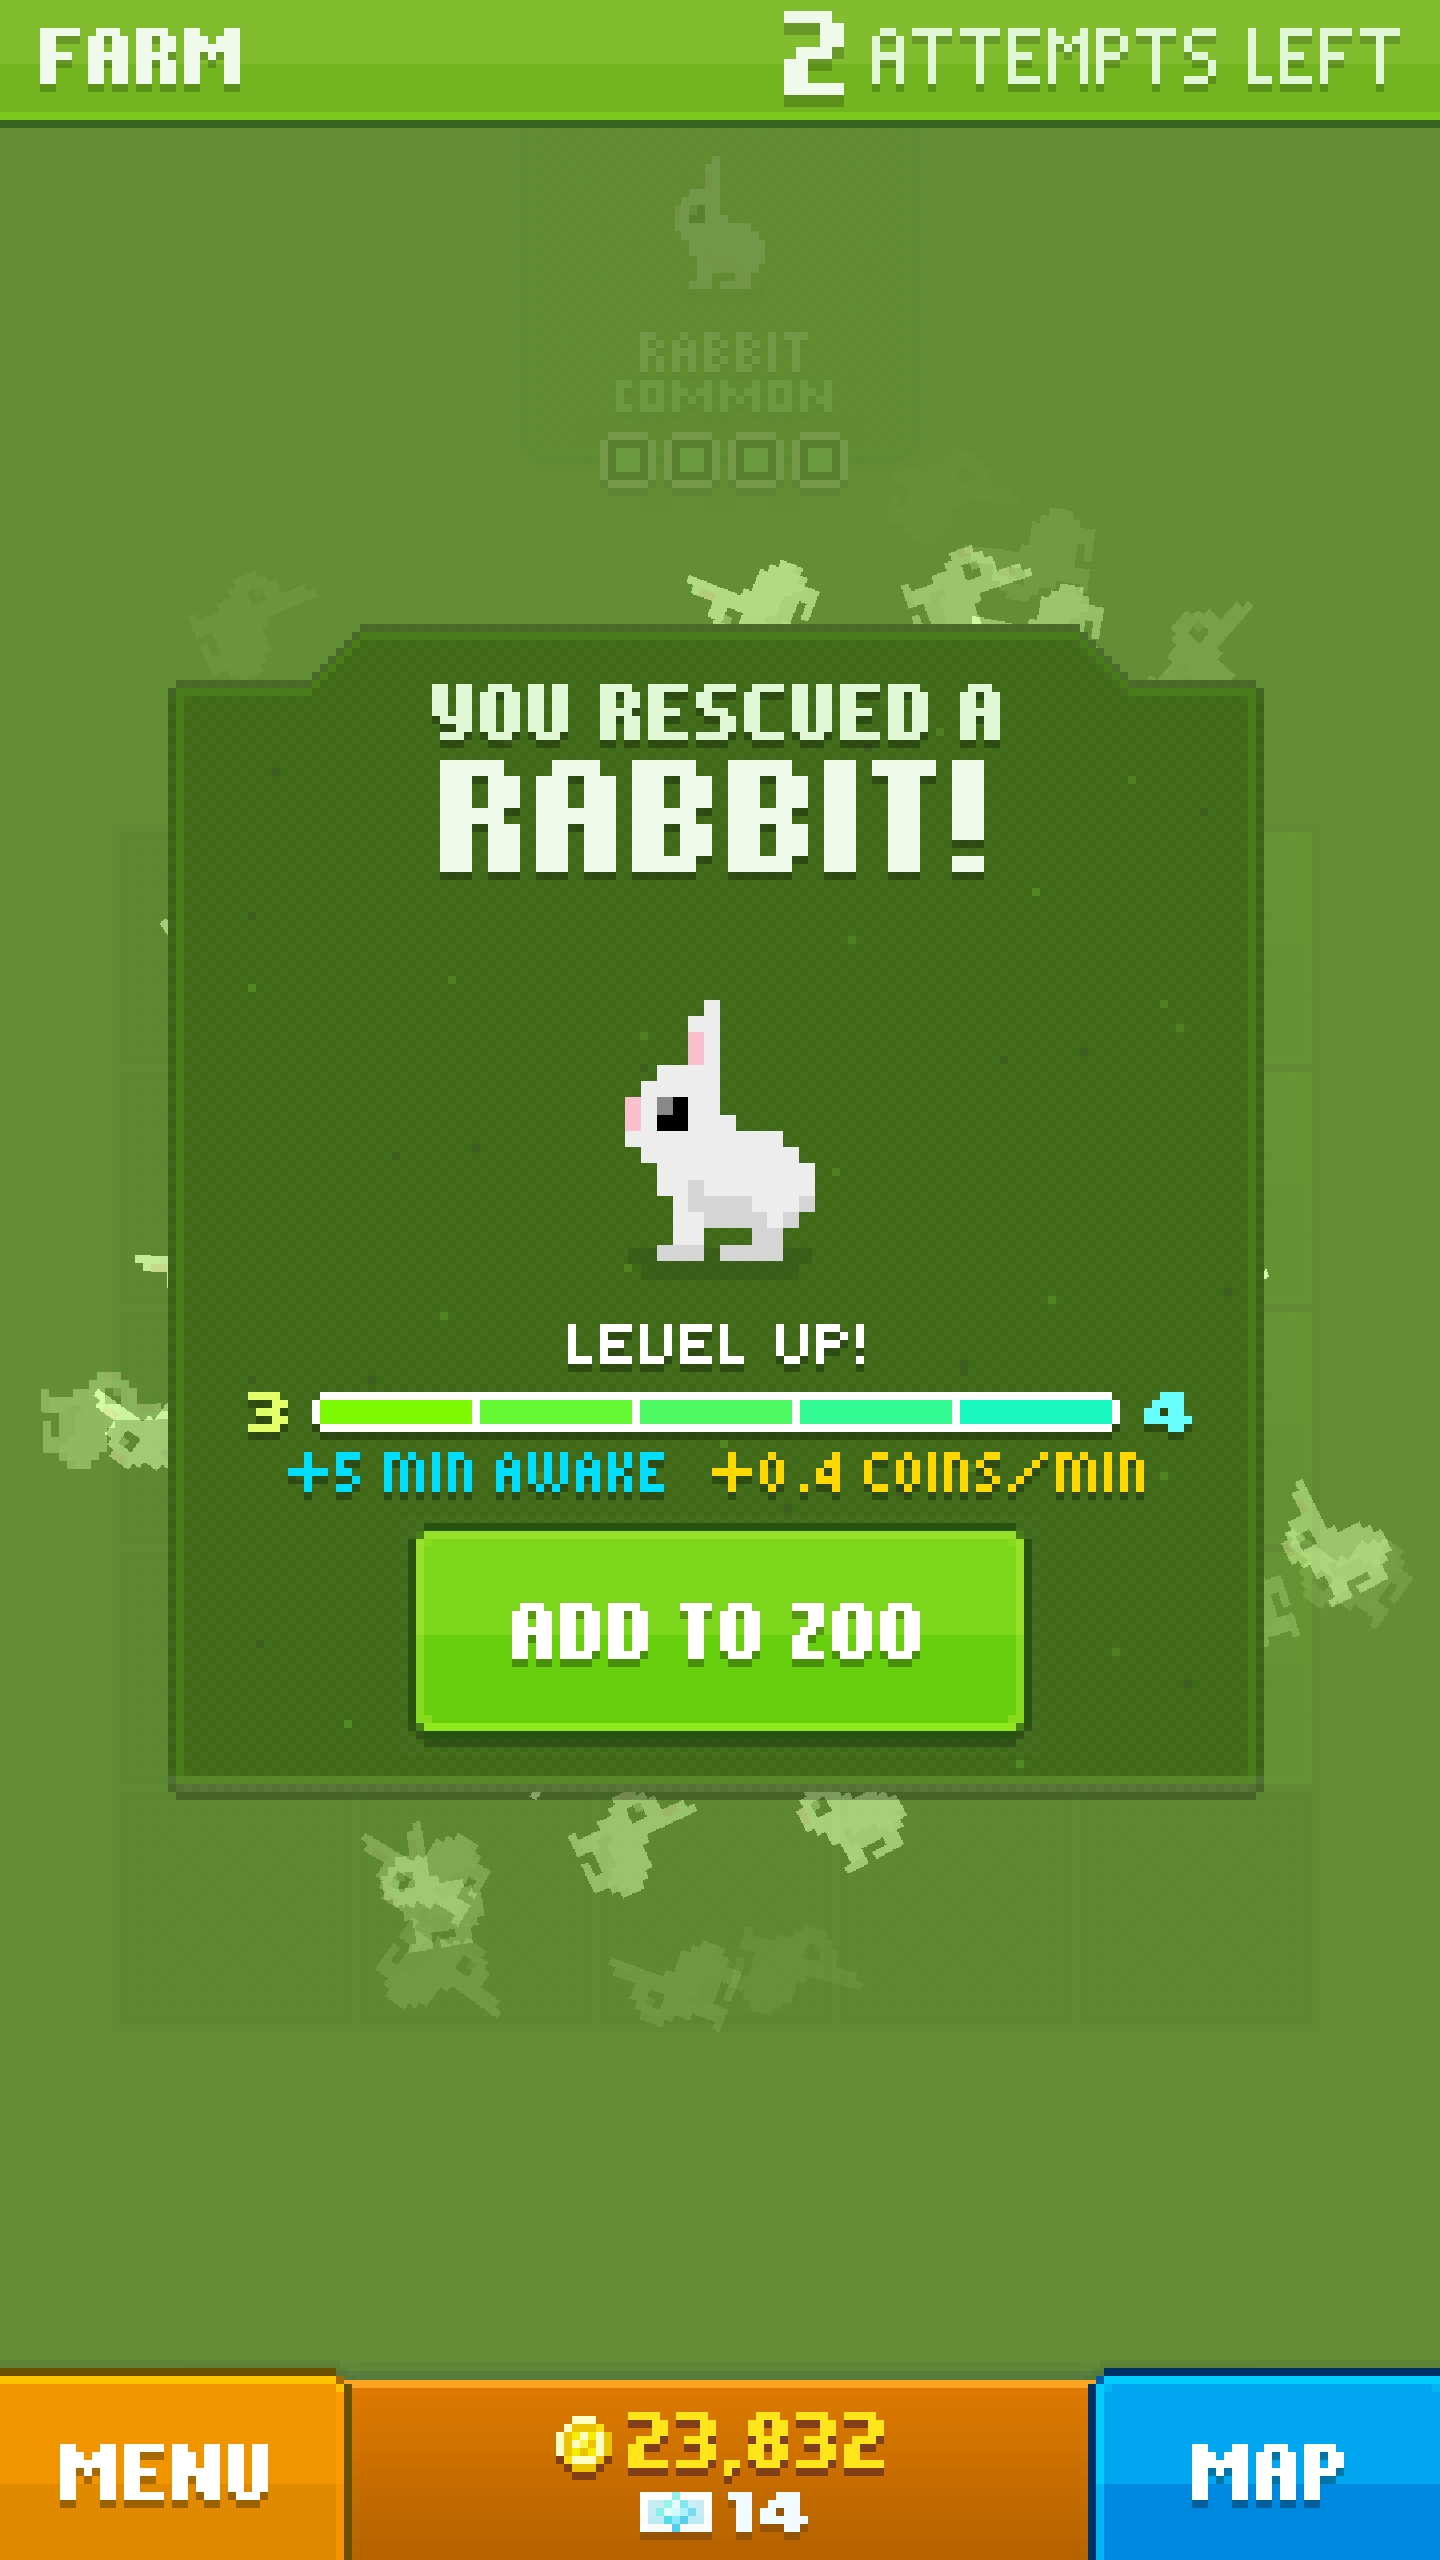 FARM
2 ATTEMPTS LEFT
RABBIT
COMMON
YOU RESCUED A
RABBIT!
LEVEL UP!
3 4
+5 MIN AWAKE +0.4 COINS/MIN
ADD TO ZOO
MENU
23,832
14
MAP